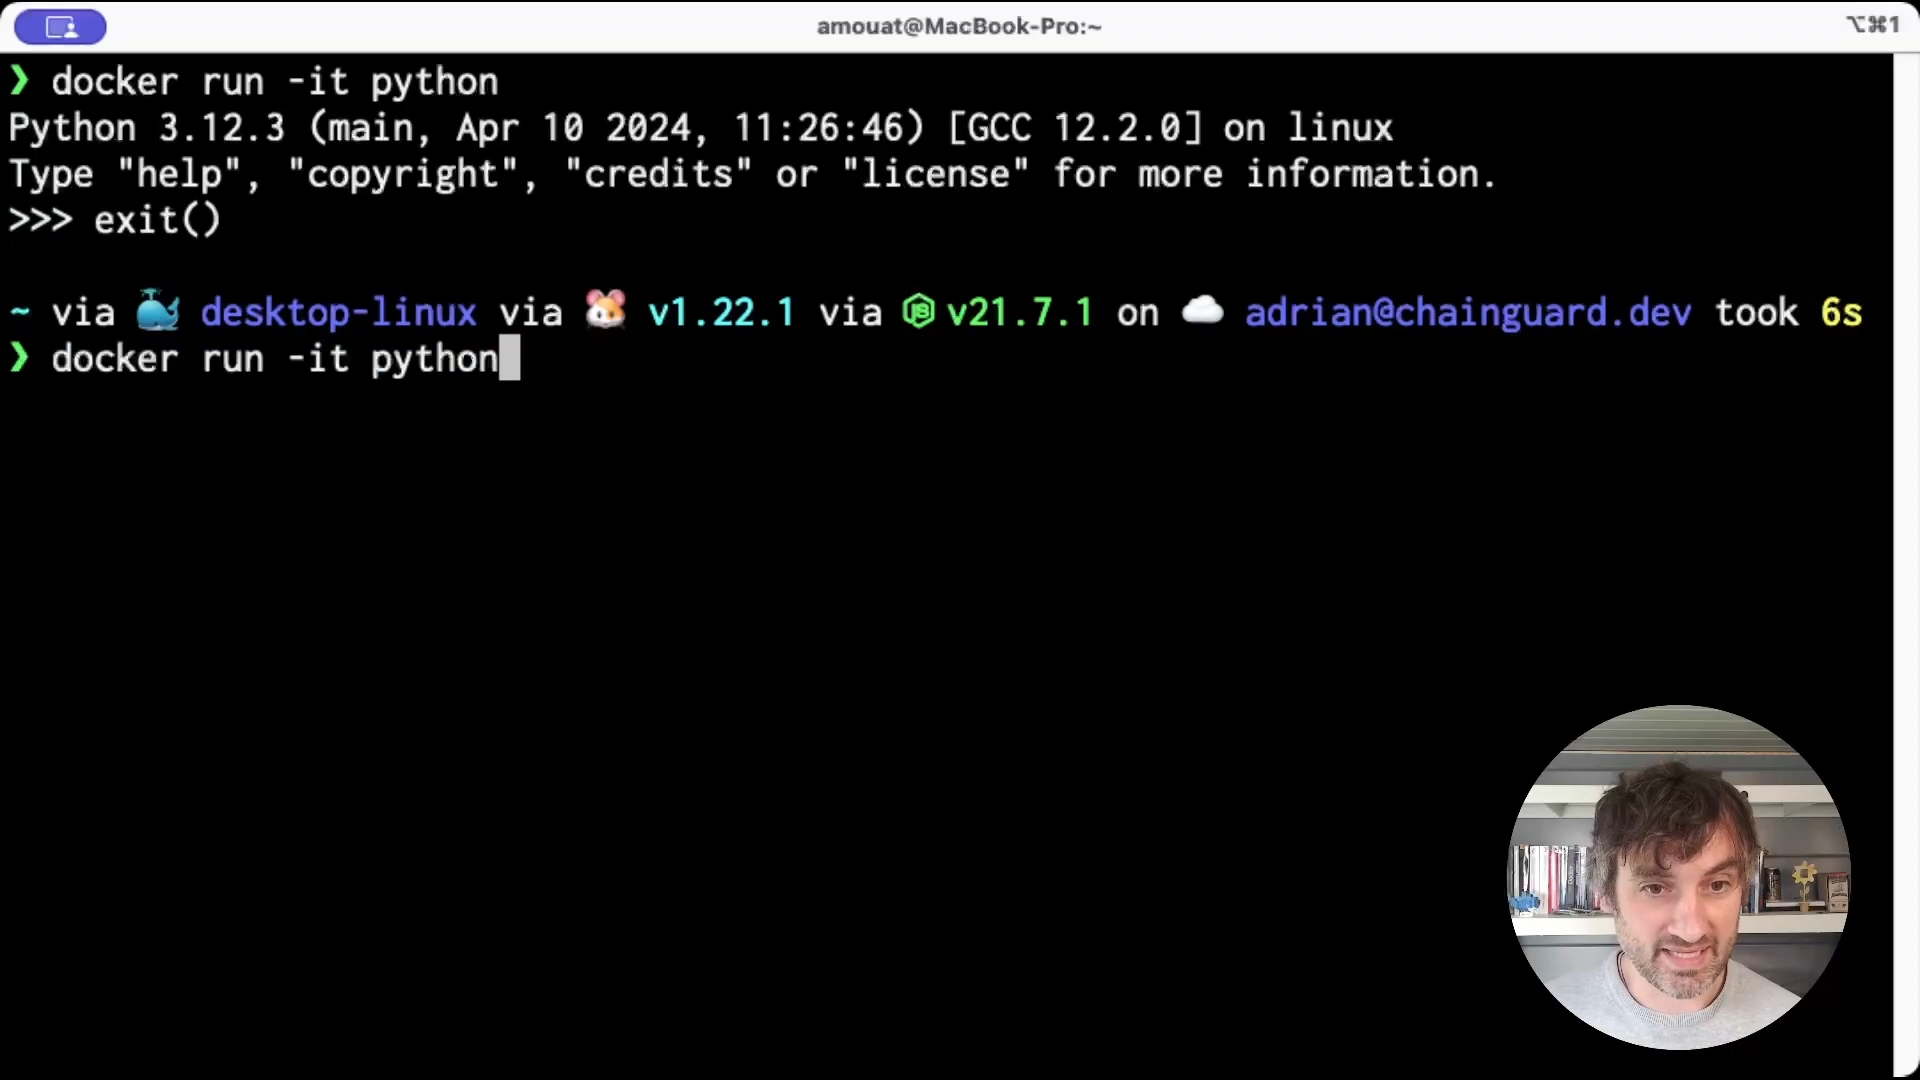 amouat@MacBook-Pro:~
⌥⌘1
❯ docker run -it python
Python 3.12.3 (main, Apr 10 2024, 11:26:46) [GCC 12.2.0] on linux
Type "help", "copyright", "credits" or "license" for more information.
>>> exit()
~ via 🐳 desktop-linux via 🐹 v1.22.1 via v21.7.1 on ☁️ adrian@chainguard.dev took 6s
❯ docker run -it python